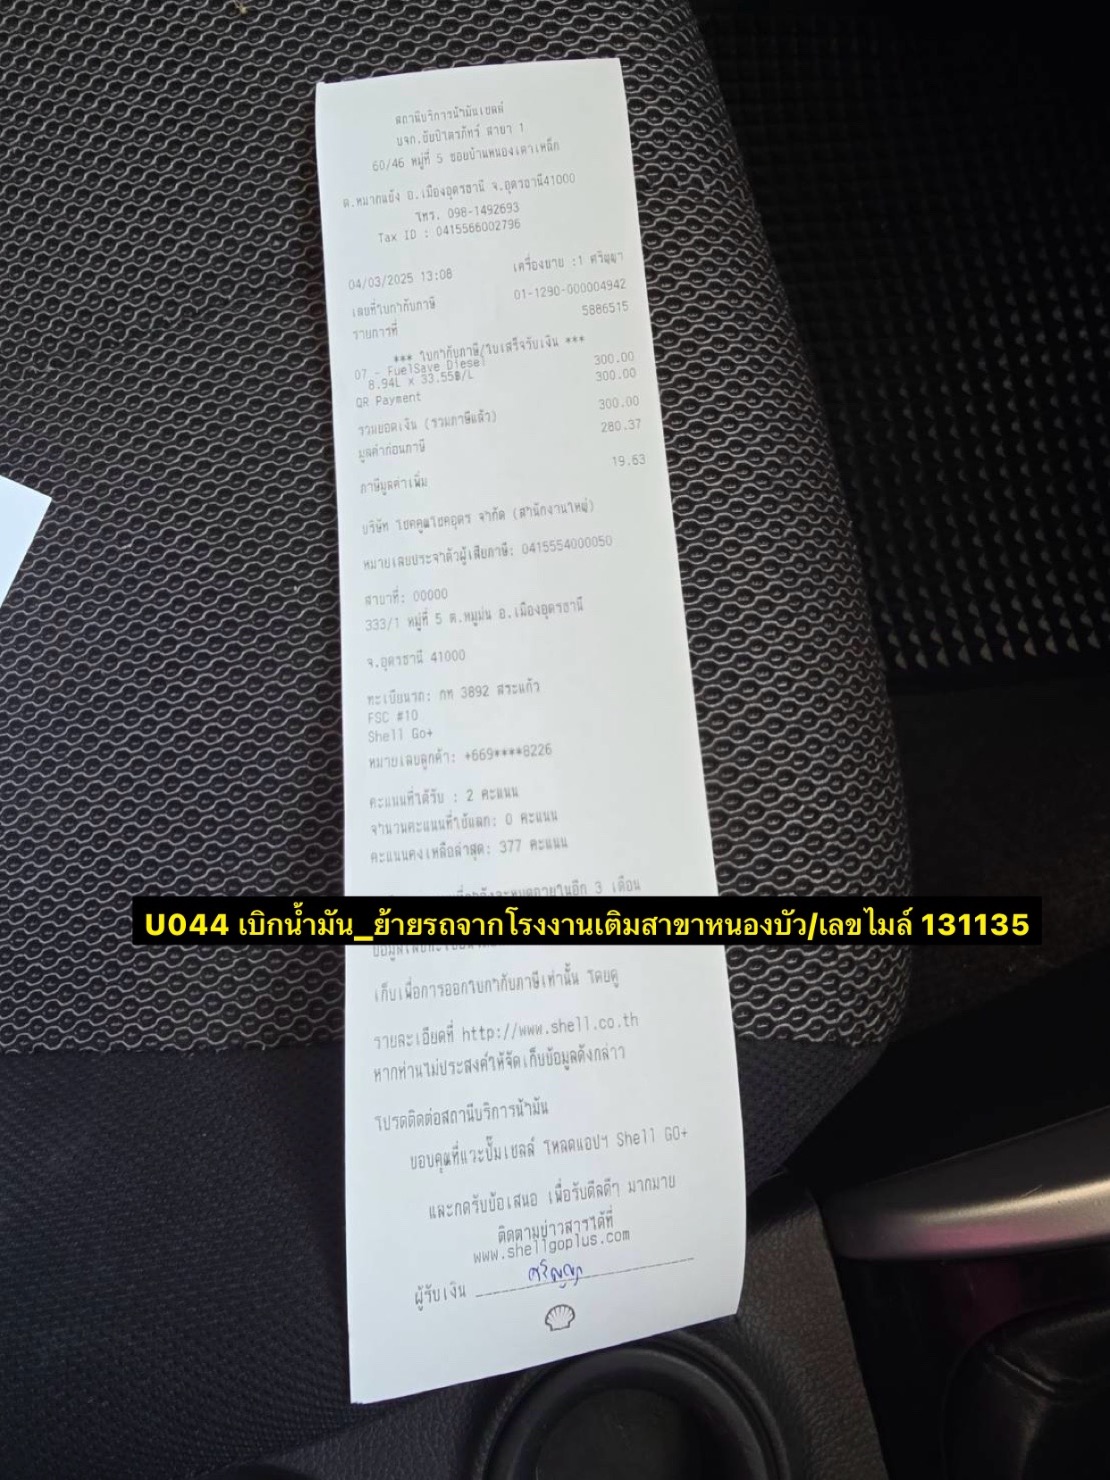 สถานีบริการน้ำมันเชลล์
บจก.ชัยป่าตรภัทร์ สาขา 1
60/46 หมู่ที่ 5 ซอยบ้านหนองเตาเหล็ก
ต.หมากแข้ง อ.เมืองอุดรธานี จ.อุดรธานี41000
โทร. 098-1492693
Tax ID : 0415566002796
04/03/2025 13:08 เครื่องขาย :1 ศริญญา
เลขที่ใบกำกับภาษี 01-1290-000004942
รายการที่ 5886515
*** ใบกำกับภาษี/ใบเสร็จรับเงิน ***
07 - FuelSave Diesel 300.00
8.94L x 33.55฿/L
QR Payment 300.00
รวมยอดเงิน (รวมภาษีแล้ว) 300.00
มูลค่าก่อนภาษี 280.37
ภาษีมูลค่าเพิ่ม 19.63
บริษัท โชคคูณโชคอุดร จำกัด (สำนักงานใหญ่)
หมายเลขประจำตัวผู้เสียภาษี: 0415554000050
สาขาที่: 00000
333/1 หมู่ที่ 5 ต.หมูม่น อ.เมืองอุดรธานี
จ.อุดรธานี 41000
ทะเบียนรถ: กท 3892 สระแก้ว
FSC #10
Shell Go+
หมายเลขลูกค้า: +669****8226
คะแนนที่ได้รับ : 2 คะแนน
จำนวนคะแนนที่ใช้แลก: 0 คะแนน
คะแนนคงเหลือล่าสุด: 377 คะแนน
จะหมดภายในอีก 3 เดือน
U044 เบิกน้ำมัน_ย้ายรถจากโรงงานเติมสาขาหนองบัว/เลขไมล์ 131135
เก็บเพื่อการออกใบกำกับภาษีเท่านั้น โดยดู
รายละเอียดที่ http://www.shell.co.th
หากท่านไม่ประสงค์ให้จัดเก็บข้อมูลดังกล่าว
โปรดติดต่อสถานีบริการน้ำมัน
ขอบคุณที่แวะปั๊มเชลล์ โหลดแอปฯ Shell GO+
และกดรับข้อเสนอ เพื่อรับดีลดีๆ มากมาย
ติดตามข่าวสารได้ที่
www.shellgoplus.com
ผู้รับเงิน ศริญญา